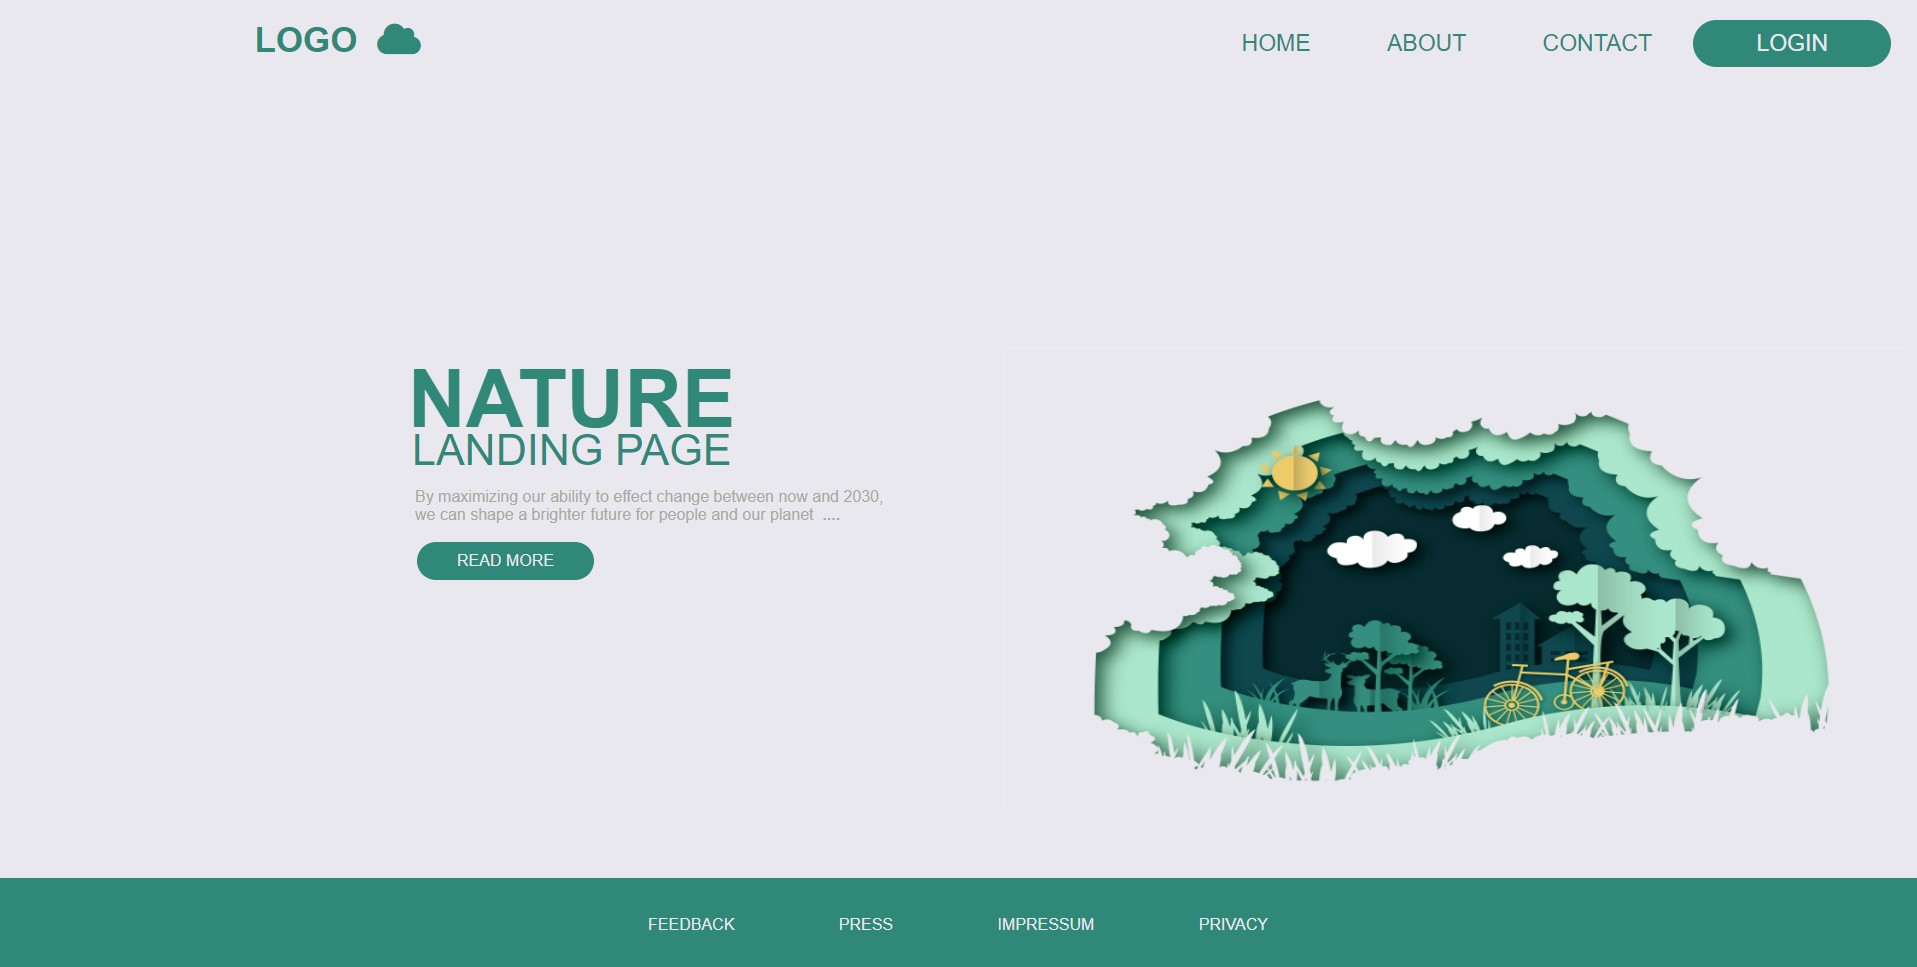 LOGO
HOME ABOUT CONTACT LOGIN
NATURE
LANDING PAGE
By maximizing our ability to effect change between now and 2030,
we can shape a brighter future for people and our planet ....
READ MORE
FEEDBACK PRESS IMPRESSUM PRIVACY